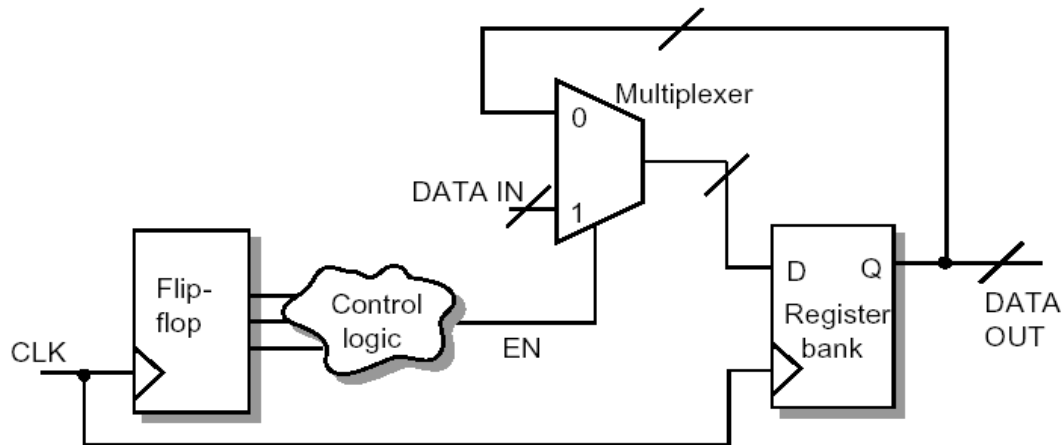 Multiplexer
0
DATA IN
1
Flip-
flop
Control
logic
CLK
EN
D
Q
Register
bank
DATA
OUT